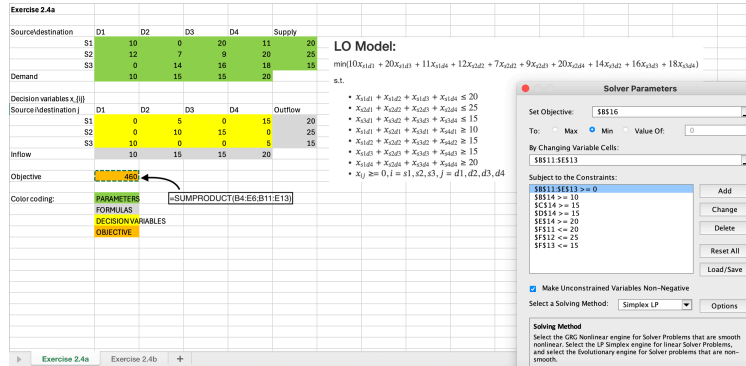 Exercise 2.4a
Source\destination D1 D2 D3 D4 Supply
S1 10 0 20 11 20
S2 12 7 9 20 25
S3 0 14 16 18 15
Demand 10 15 15 20
Decision variables x_{ij}
Source i\destination j D1 D2 D3 D4 Outflow
S1 0 5 0 15 20
S2 0 10 15 0 25
S3 10 0 0 5 15
Inflow 10 15 15 20
Objective 460
Color coding: PARAMETERS =SUMPRODUCT(B4:E6;B11:E13)
FORMULAS
DECISION VARIABLES
OBJECTIVE
LO Model:
min(10x_{s1d1} + 20x_{s1d3} + 11x_{s1d4} + 12x_{s2d2} + 7x_{s2d2} + 9x_{s2d3} + 20x_{s2d4} + 14x_{s3d2} + 16x_{s3d3} + 18x_{s3d4})
s.t.
• x_{s1d1} + x_{s1d2} + x_{s1d3} + x_{s1d4} ≤ 20
• x_{s2d1} + x_{s2d2} + x_{s2d3} + x_{s2d4} ≤ 25
• x_{s3d1} + x_{s3d2} + x_{s3d3} + x_{s3d4} ≤ 15
• x_{s1d1} + x_{s2d1} + x_{s3d1} + x_{s4d1} ≥ 10
• x_{s1d2} + x_{s2d2} + x_{s3d2} + x_{s4d2} ≥ 15
• x_{s1d3} + x_{s2d3} + x_{s3d3} + x_{s4d3} ≥ 15
• x_{s1d4} + x_{s2d4} + x_{s3d4} + x_{s4d4} ≥ 20
• x_{ij} ≥= 0, i = s1, s2, s3, j = d1, d2, d3, d4
Solver Parameters
Set Objective: $B$16
To: Max Min Value Of: 0
By Changing Variable Cells:
$B$11:$E$13
Subject to the Constraints:
$B$11:$E$13 >= 0
$B$14 >= 10
$C$14 >= 15
$D$14 >= 15
$E$14 >= 20
$F$11 <= 20
$F$12 <= 25
$F$13 <= 15
Add
Change
Delete
Reset All
Load/Save
Make Unconstrained Variables Non-Negative
Select a Solving Method: Simplex LP Options
Solving Method
Select the GRG Nonlinear engine for Solver Problems that are smooth
nonlinear. Select the LP Simplex engine for linear Solver Problems,
and select the Evolutionary engine for Solver problems that are non-
smooth.
Exercise 2.4a Exercise 2.4b +